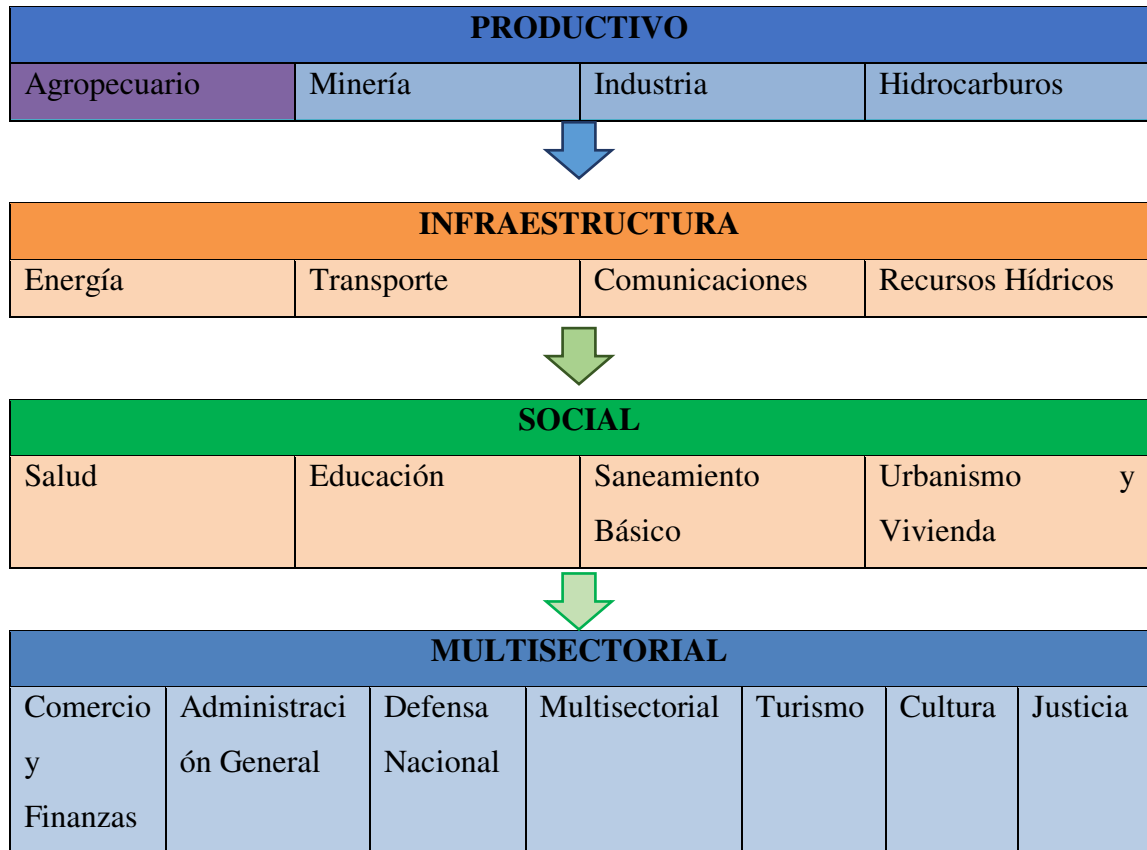 PRODUCTIVO
Agropecuario Minería Industria Hidrocarburos
INFRAESTRUCTURA
Energía Transporte Comunicaciones Recursos Hídricos
SOCIAL
Salud Educación Saneamiento Urbanismo y
Básico Vivienda
MULTISECTORIAL
Comercio Administraci Defensa Multisectorial Turismo Cultura Justicia
y ón General Nacional
Finanzas